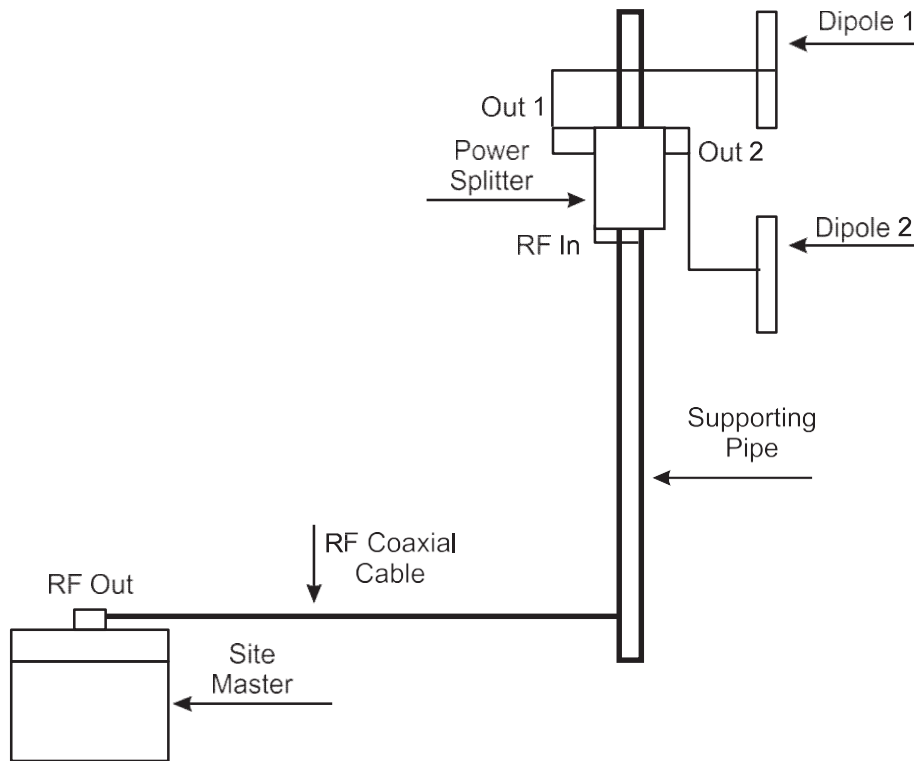 Dipole 1
Out 1
Power
Splitter
Out 2
RF In
Dipole 2
Supporting
Pipe
RF Coaxial
Cable
RF Out
Site
Master